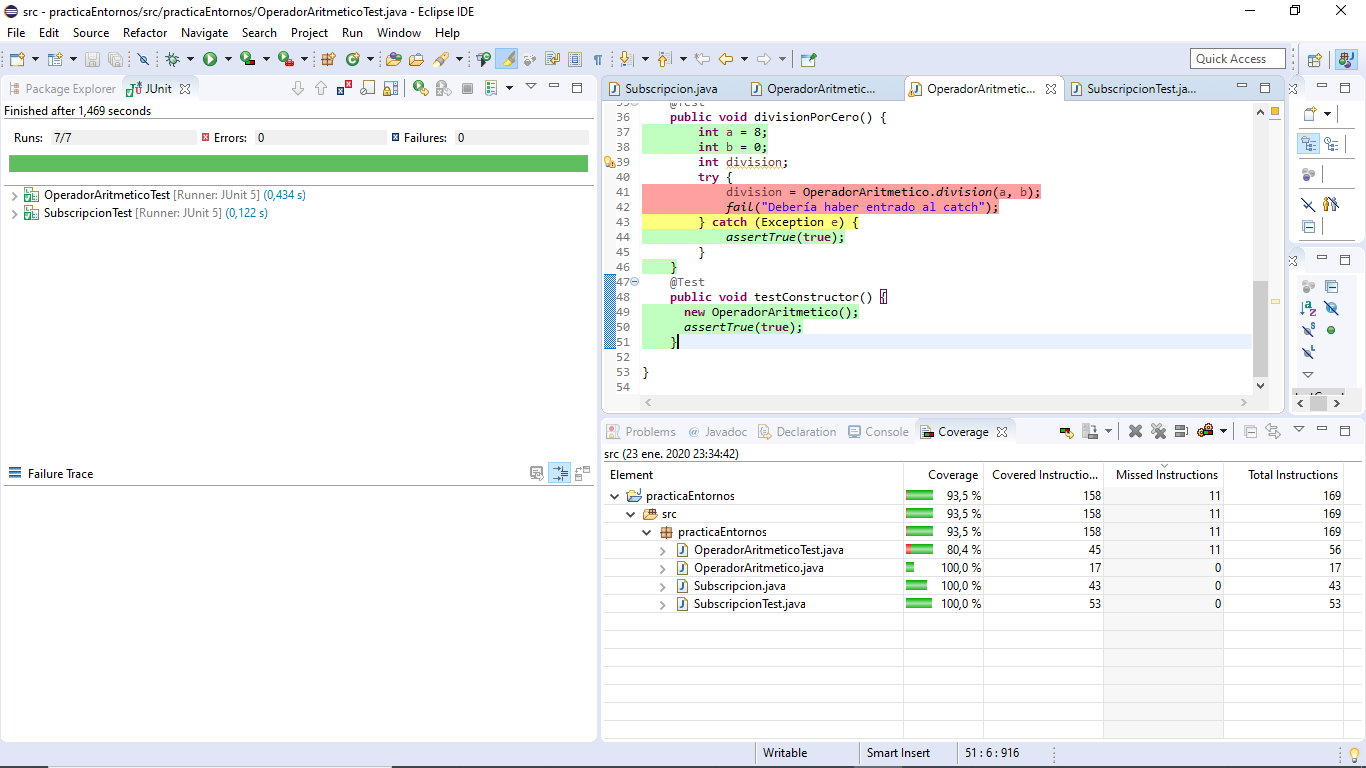 src - practicaEntornos/src/practicaEntornos/OperadorAritmeticoTest.java - Eclipse IDE
File Edit Source Refactor Navigate Search Project Run Window Help
Quick Access
Package Explorer JUnit
Finished after 1,469 seconds
Runs: 7/7 Errors: 0 Failures: 0
OperadorAritmeticoTest [Runner: JUnit 5] (0,434 s)
SubscripcionTest [Runner: JUnit 5] (0,122 s)
Failure Trace
Subscripcion.java OperadorAritmetic... OperadorAritmetic... SubscripcionTest.ja...
35 @Test
36 public void divisionPorCero() {
37 int a = 8;
38 int b = 0;
39 int division;
40 try {
41 division = OperadorAritmetico.division(a, b);
42 fail("Debería haber entrado al catch");
43 } catch (Exception e) {
44 assertTrue(true);
45 }
46 }
47 @Test
48 public void testConstructor() {
49 new OperadorAritmetico();
50 assertTrue(true);
51 }
52
53 }
54
Problems @ Javadoc Declaration Console Coverage
src (23 ene. 2020 23:34:42)
Element Coverage Covered Instructio... Missed Instructions Total Instructions
practicaEntornos 93,5 % 158 11 169
src 93,5 % 158 11 169
practicaEntornos 93,5 % 158 11 169
OperadorAritmeticoTest.java 80,4 % 45 11 56
OperadorAritmetico.java 100,0 % 17 0 17
Subscripcion.java 100,0 % 43 0 43
SubscripcionTest.java 100,0 % 53 0 53
Writable Smart Insert 51 : 6 : 916